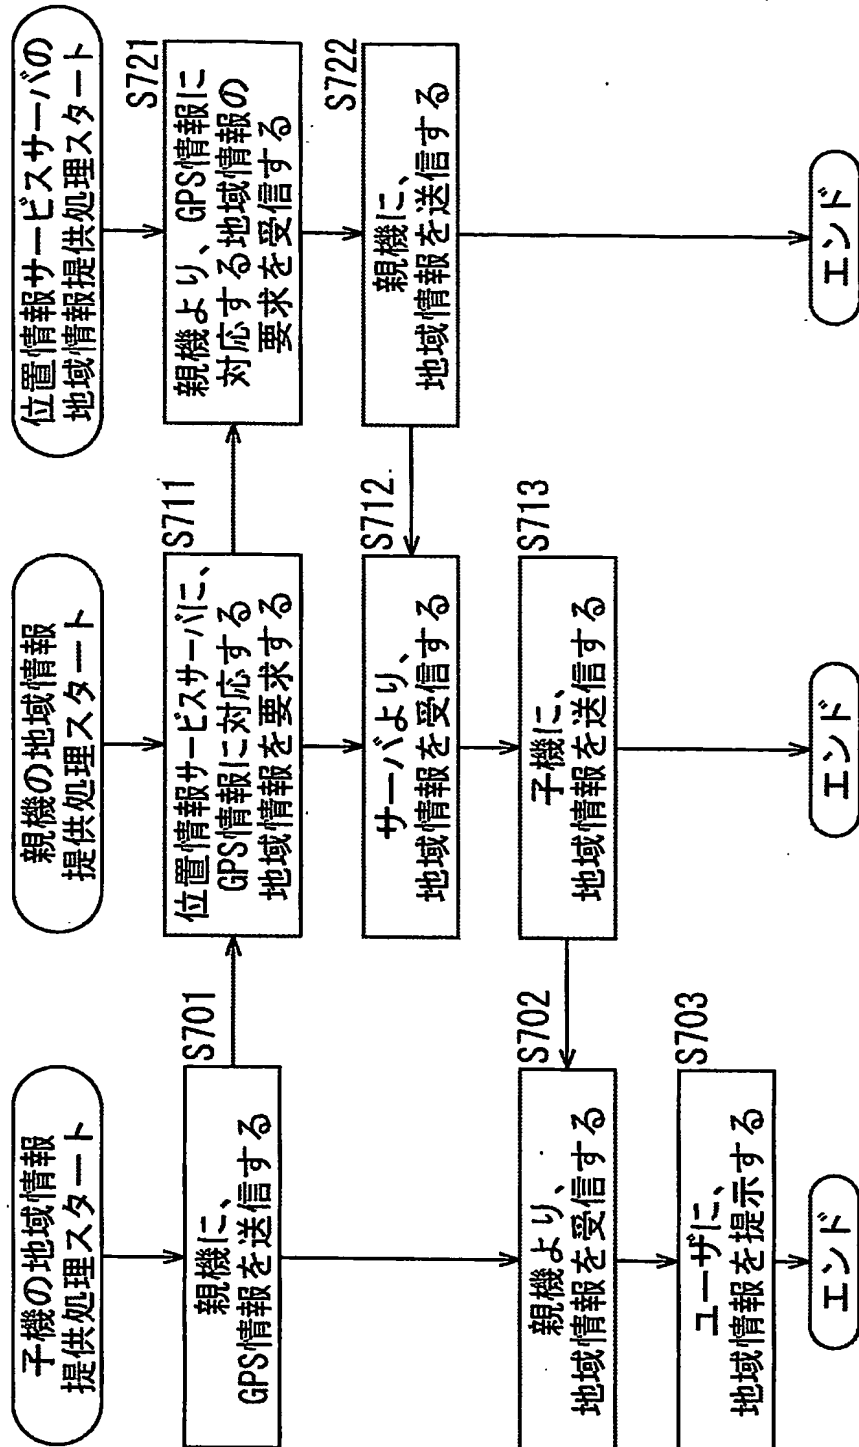 子機の地域情報
提供処理スタート
S701
親機に、
GPS情報を送信する
S702
親機より、
地域情報を受信する
S703
ユーザに、
地域情報を提示する
エンド
親機の地域情報
提供処理スタート
S711
位置情報サービスサーバに、
GPS情報に対応する
地域情報を要求する
S712
サーバより、
地域情報を受信する
S713
子機に、
地域情報を送信する
エンド
位置情報サービスサーバの
地域情報提供処理スタート
S721
親機より、GPS情報に
対応する地域情報の
要求を受信する
S722
親機に、
地域情報を送信する
エンド